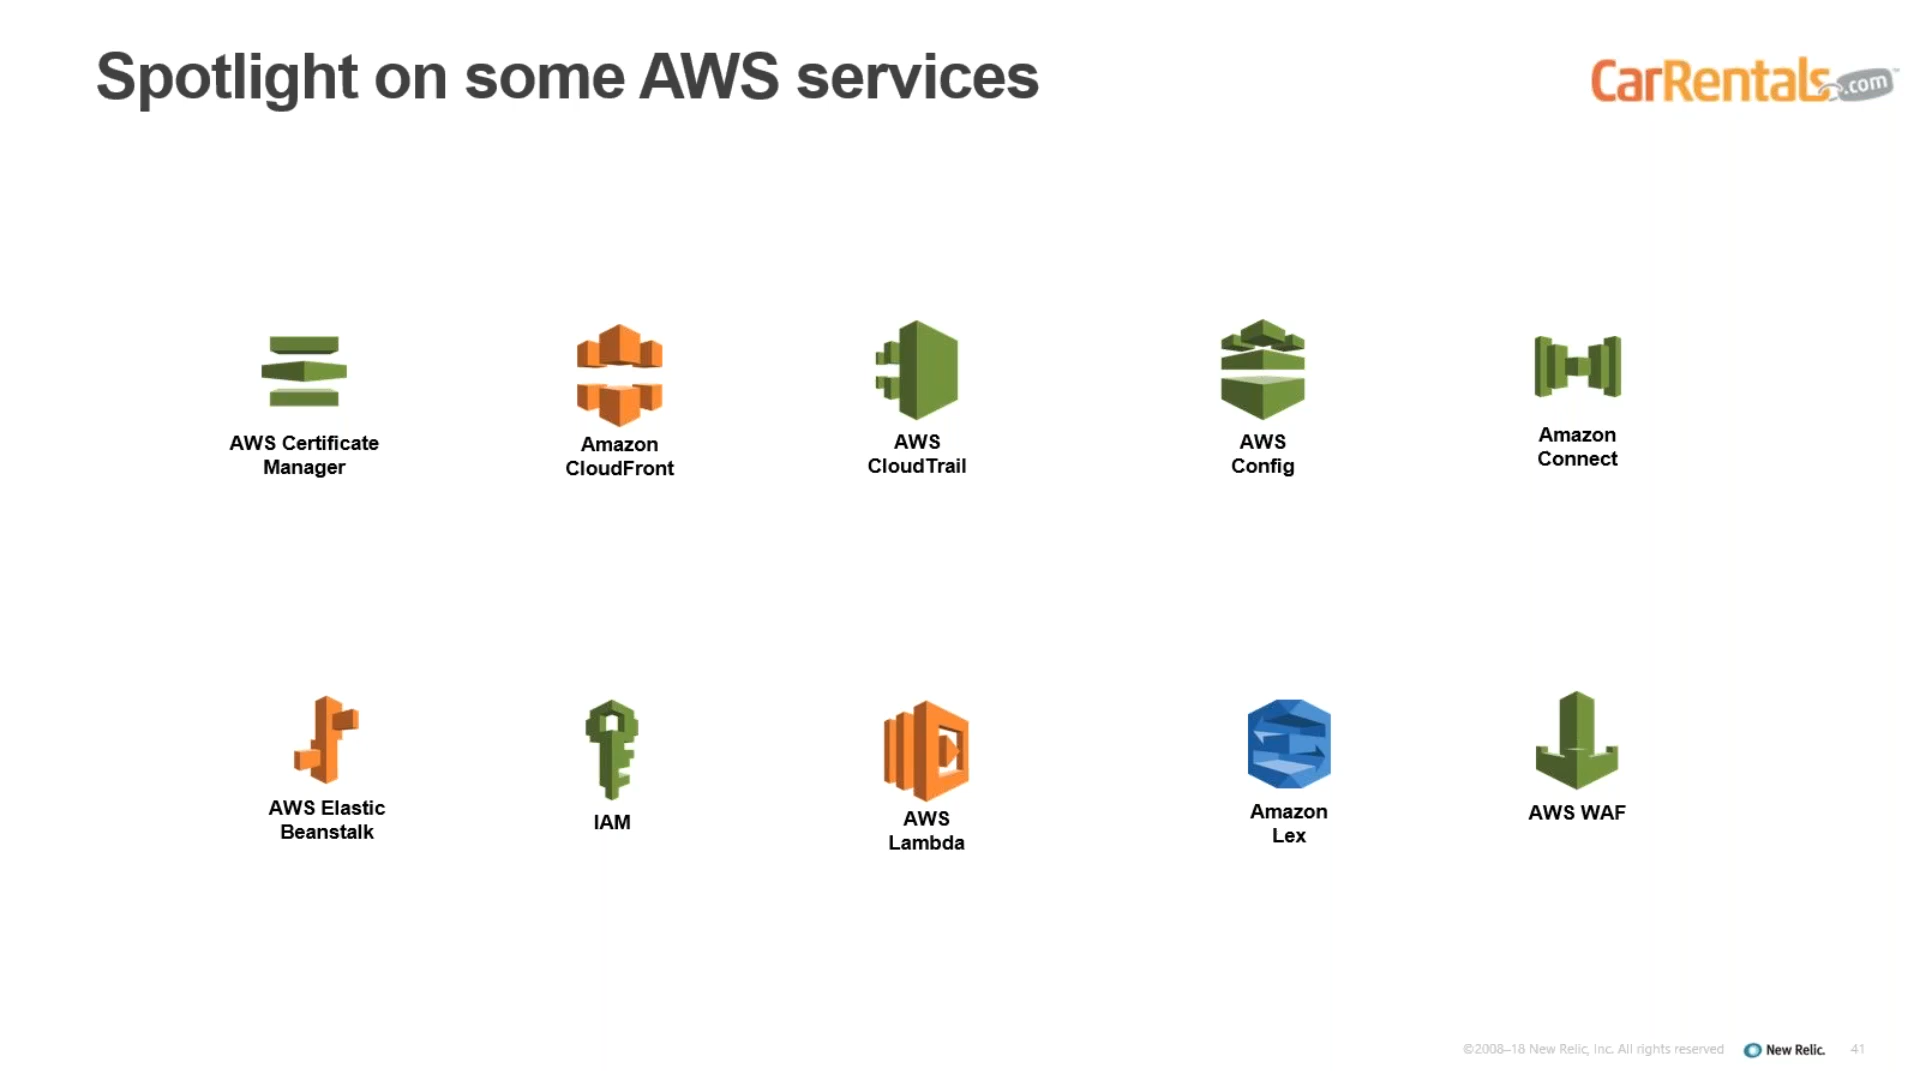 Spotlight on some AWS services
CarRentals.com™
AWS Certificate
Manager
Amazon
CloudFront
AWS
CloudTrail
AWS
Config
Amazon
Connect
AWS Elastic
Beanstalk
IAM
AWS
Lambda
Amazon
Lex
AWS WAF
©2008–18 New Relic, Inc. All rights reserved
New Relic.
41